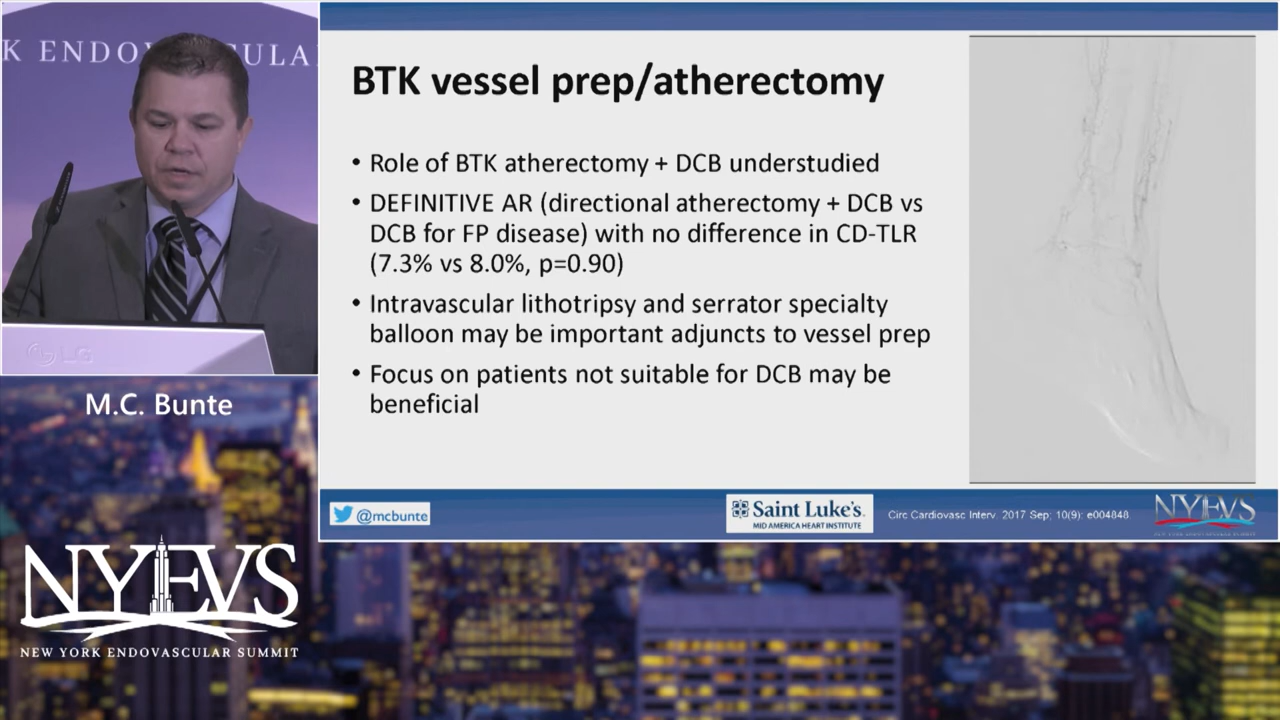 K ENDOV SCULA
LG
M.C. Bunte
NYEVS
NEW YORK ENDOVASCULAR SUMMIT
BTK vessel prep/atherectomy
• Role of BTK atherectomy + DCB understudied
• DEFINITIVE AR (directional atherectomy + DCB vs
DCB for FP disease) with no difference in CD-TLR
(7.3% vs 8.0%, p=0.90)
• Intravascular lithotripsy and serrator specialty
balloon may be important adjuncts to vessel prep
• Focus on patients not suitable for DCB may be
beneficial
@mcbunte
Saint Luke's.
MID AMERICA HEART INSTITUTE
Circ Cardiovasc Interv. 2017 Sep; 10(9): e004848.
NYEVS